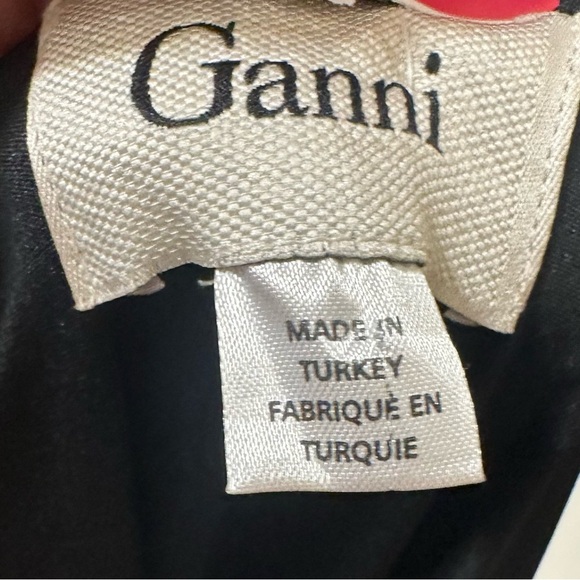 Ganni
MADE IN
TURKEY
FABRIQUÈ EN
TURQUIE